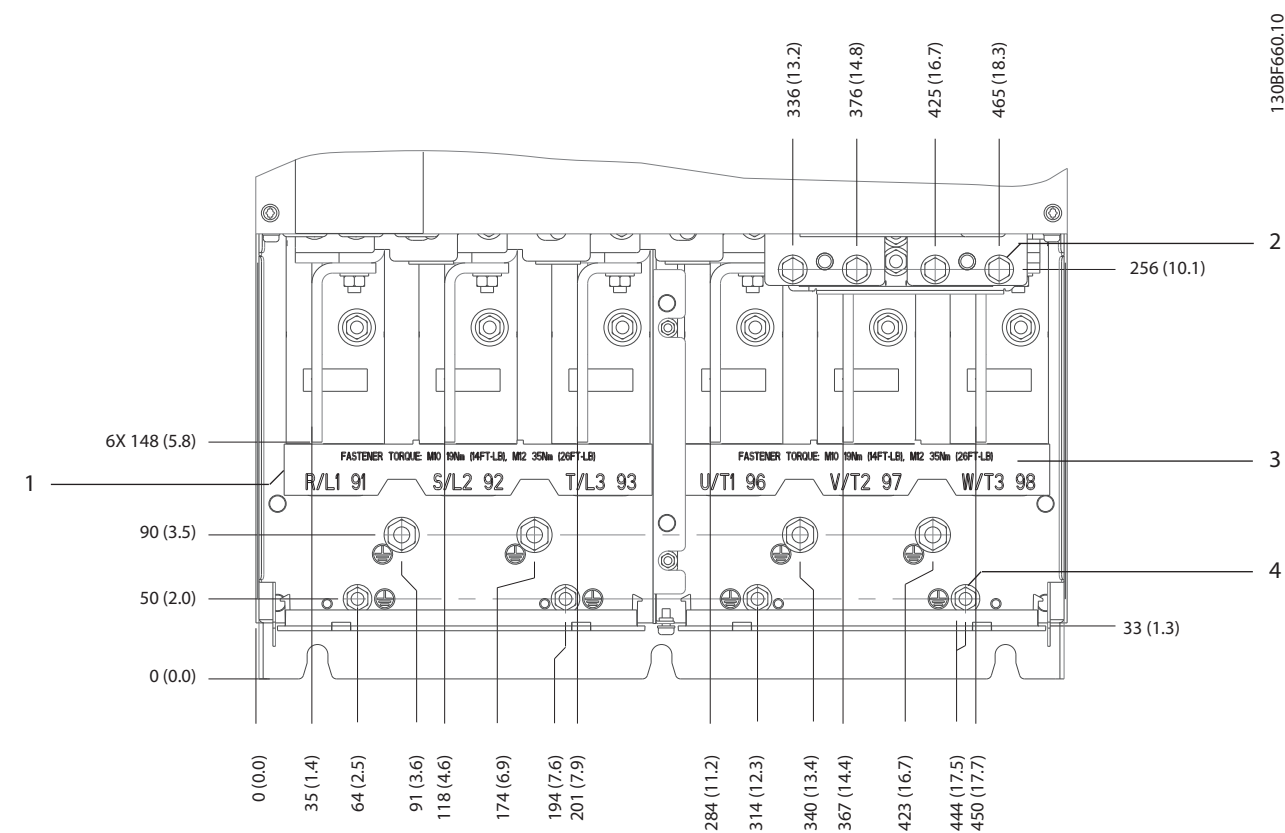 130BF660.10
336 (13.2)
376 (14.8)
425 (16.7)
465 (18.3)
2
256 (10.1)
6X 148 (5.8)
FASTENER TORQUE: M10 19Nm (14FT-LB), M12 35Nm (26FT-LB)
FASTENER TORQUE: M10 19Nm (14FT-LB), M12 35Nm (26FT-LB)
3
1
R/L1 91
S/L2 92
T/L3 93
U/T1 96
V/T2 97
W/T3 98
90 (3.5)
4
50 (2.0)
33 (1.3)
0 (0.0)
0 (0.0)
35 (1.4)
64 (2.5)
91 (3.6)
118 (4.6)
174 (6.9)
194 (7.6)
201 (7.9)
284 (11.2)
314 (12.3)
340 (13.4)
367 (14.4)
423 (16.7)
444 (17.5)
450 (17.7)